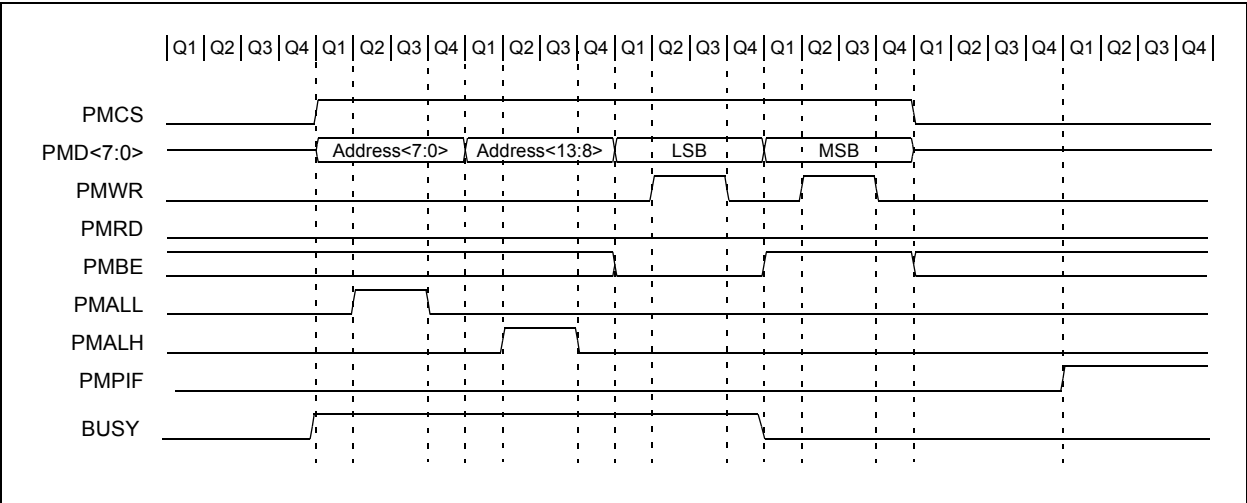 Q1 Q2 Q3 Q4 Q1 Q2 Q3 Q4 Q1 Q2 Q3 Q4 Q1 Q2 Q3 Q4 Q1 Q2 Q3 Q4 Q1 Q2 Q3 Q4 Q1 Q2 Q3 Q4
PMCS
PMD<7:0> Address<7:0> Address<13:8> LSB MSB
PMWR
PMRD
PMBE
PMALL
PMALH
PMPIF
BUSY